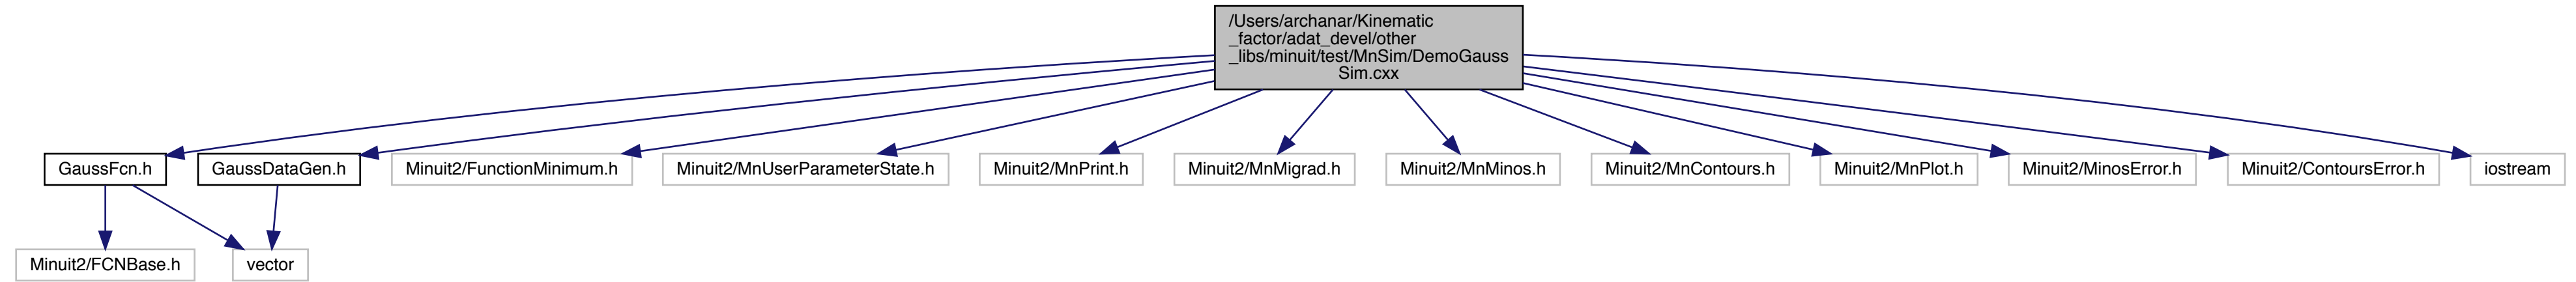 /Users/archanar/Kinematic
_factor/adat_devel/other
_libs/minuit/test/MnSim/DemoGauss
Sim.cxx
GaussFcn.h
GaussDataGen.h
Minuit2/FunctionMinimum.h
Minuit2/MnUserParameterState.h
Minuit2/MnPrint.h
Minuit2/MnMigrad.h
Minuit2/MnMinos.h
Minuit2/MnContours.h
Minuit2/MnPlot.h
Minuit2/MinosError.h
Minuit2/ContoursError.h
iostream
Minuit2/FCNBase.h
vector